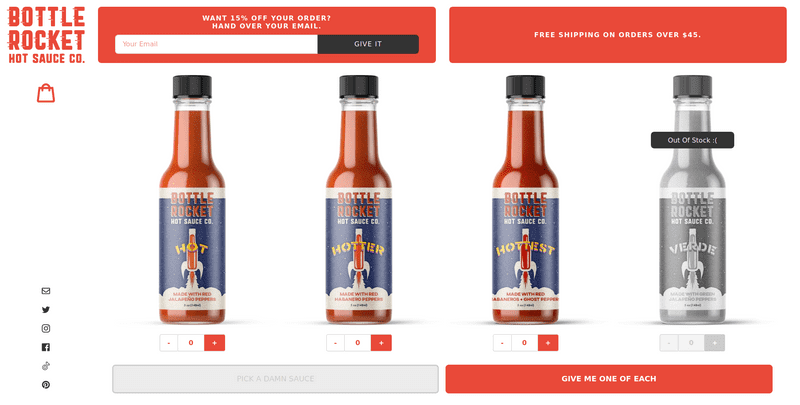 BOTTLE
ROCKET
HOT SAUCE CO.
WANT 15% OFF YOUR ORDER?
HAND OVER YOUR EMAIL.
Your Email
GIVE IT
FREE SHIPPING ON ORDERS OVER $45.
BOTTLE
ROCKET
HOT SAUCE CO.
HOT
MADE WITH RED
JALAPEÑO PEPPERS
- 0 +
BOTTLE
ROCKET
HOT SAUCE CO.
HOTTER
MADE WITH RED
HABANERO PEPPERS
- 0 +
BOTTLE
ROCKET
HOT SAUCE CO.
HOTTEST
MADE WITH RED
HABANEROS + GHOST PEPPERS
- 0 +
Out Of Stock :(
BOTTLE
ROCKET
HOT SAUCE CO.
VERDE
MADE WITH GREEN
JALAPEÑO PEPPERS
- 0 +
PICK A DAMN SAUCE
GIVE ME ONE OF EACH